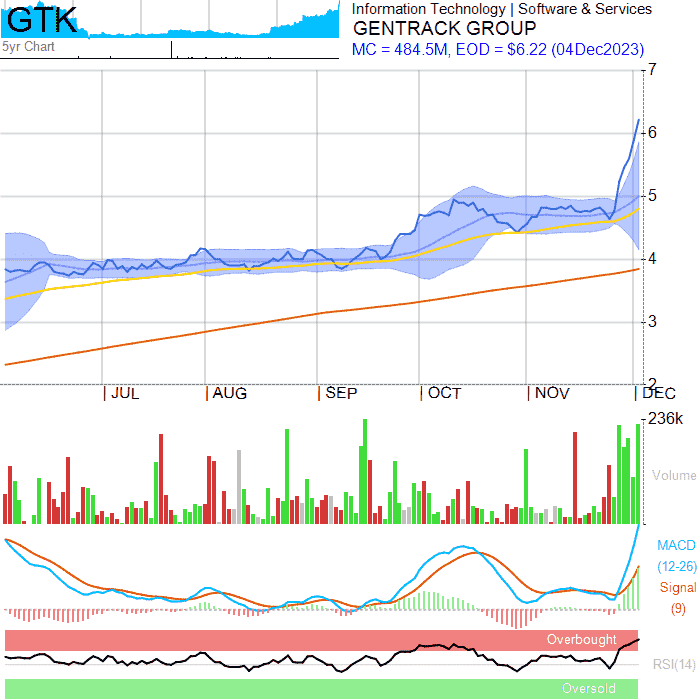 GTK
5yr Chart
Information Technology | Software & Services
GENTRACK GROUP
MC = 484.5M, EOD = $6.22 (04Dec2023)
7
6
5
4
3
2
JUL AUG SEP OCT NOV DEC
236k
Volume
MACD
(12-26)
Signal
(9)
Overbought
RSI(14)
Oversold